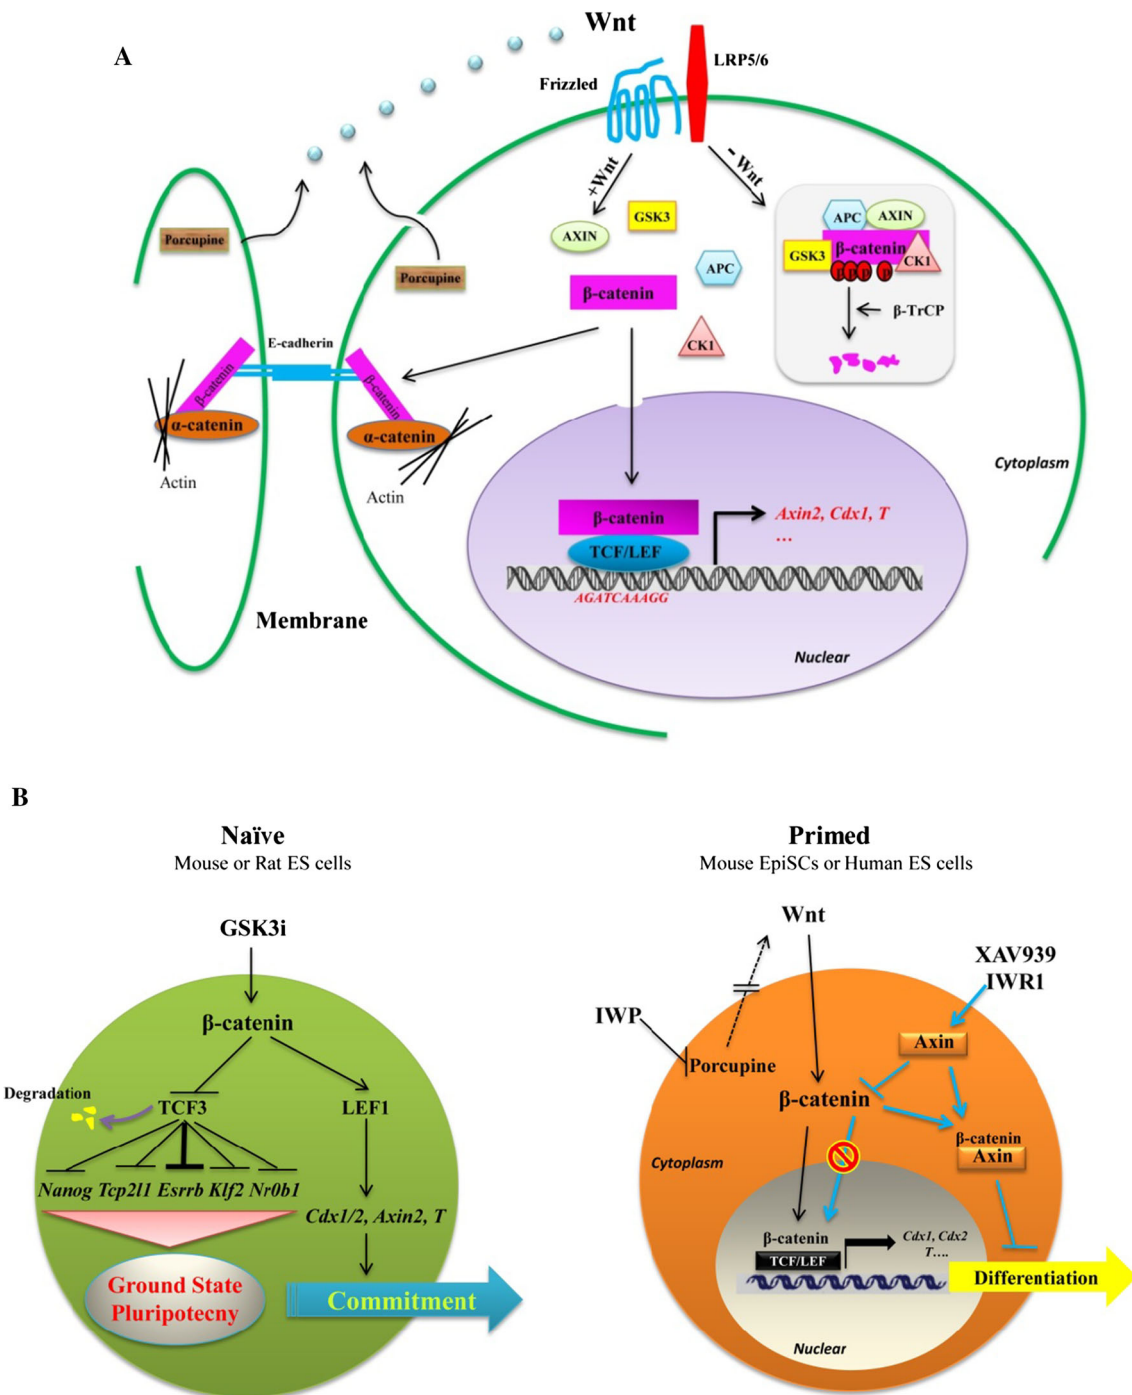 A
Wnt
LRP5/6
Frizzled
+Wnt
- Wnt
Porcupine
Porcupine
AXIN
GSK3
APC
β-catenin
CK1
APC
AXIN
GSK3
β-catenin
CK1
P P P P
β-TrCP
E-cadherin
β-catenin
β-catenin
α-catenin
α-catenin
Actin
Actin
Cytoplasm
β-catenin
TCF/LEF
Axin2, Cdx1, T
...
AGATCAAAGG
Membrane
Nuclear
B
Naïve
Mouse or Rat ES cells
GSK3i
β-catenin
Degradation
TCF3
LEF1
Nanog Tcp2l1 Esrrb Klf2 Nr0b1
Cdx1/2, Axin2, T
Ground State
Pluripotecny
Commitment
Primed
Mouse EpiSCs or Human ES cells
Wnt
XAV939
IWR1
IWP
Porcupine
Axin
β-catenin
β-catenin
Axin
Cytoplasm
β-catenin
TCF/LEF
Cdx1, Cdx2
T....
Differentiation
Nuclear